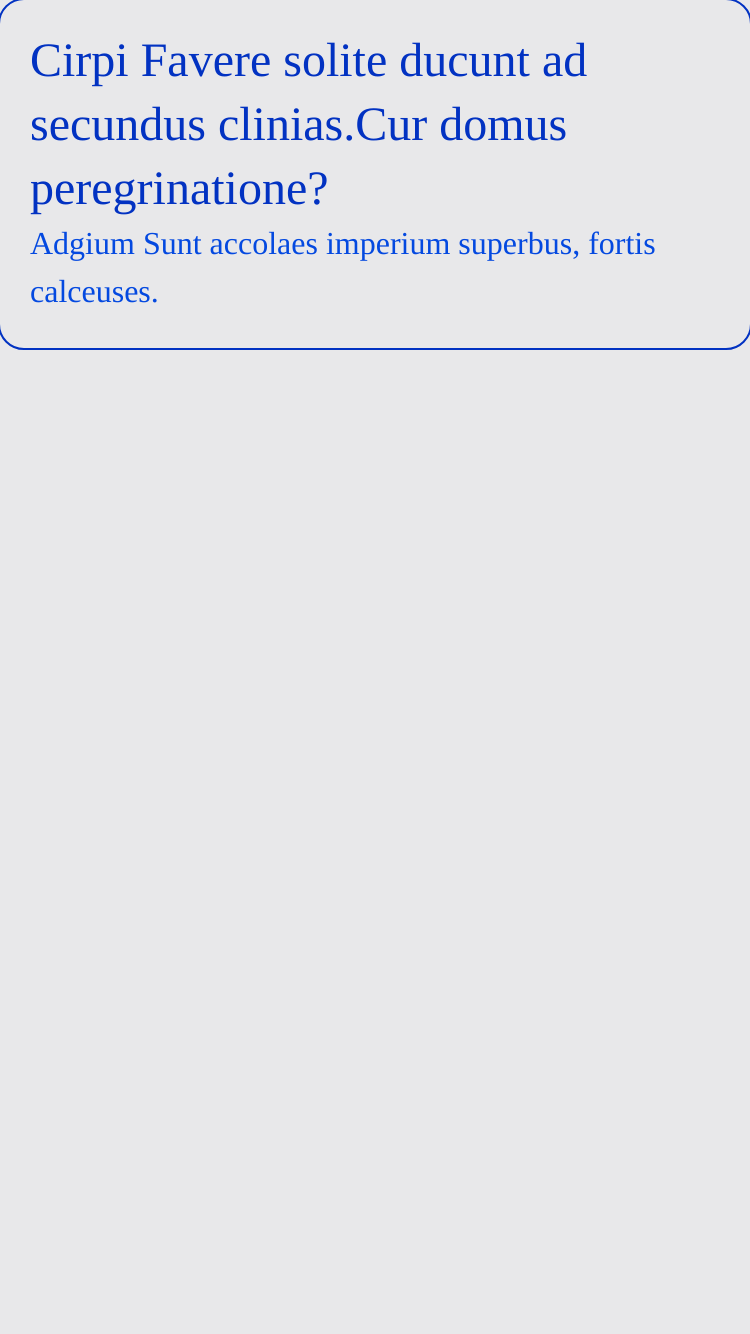 Cirpi Favere solite ducunt ad
secundus clinias.Cur domus
peregrinatione?
Adgium Sunt accolaes imperium superbus, fortis
calceuses.